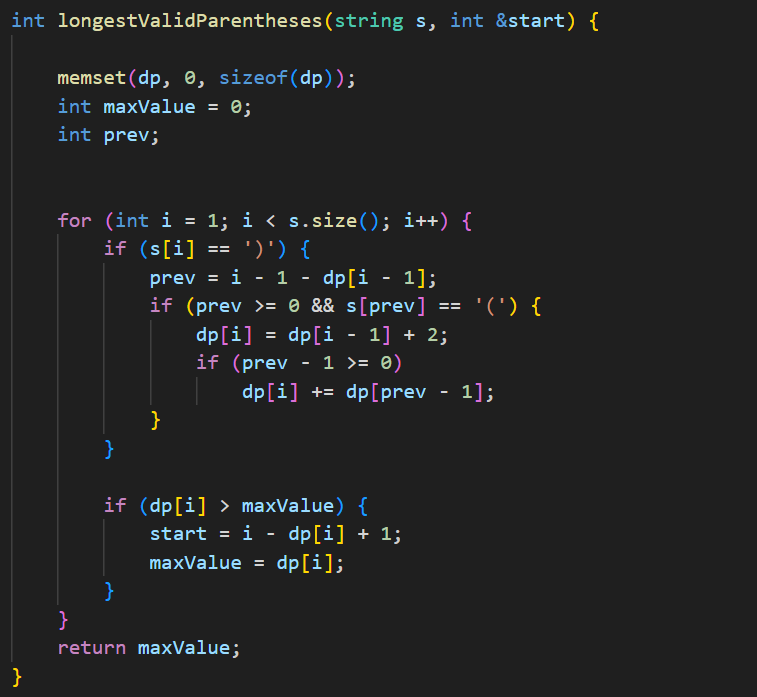 int longestValidParentheses(string s, int &start) {
memset(dp, 0, sizeof(dp));
int maxValue = 0;
int prev;
for (int i = 1; i < s.size(); i++) {
if (s[i] == ')') {
prev = i - 1 - dp[i - 1];
if (prev >= 0 && s[prev] == '(') {
dp[i] = dp[i - 1] + 2;
if (prev - 1 >= 0)
dp[i] += dp[prev - 1];
}
}
if (dp[i] > maxValue) {
start = i - dp[i] + 1;
maxValue = dp[i];
}
}
return maxValue;
}